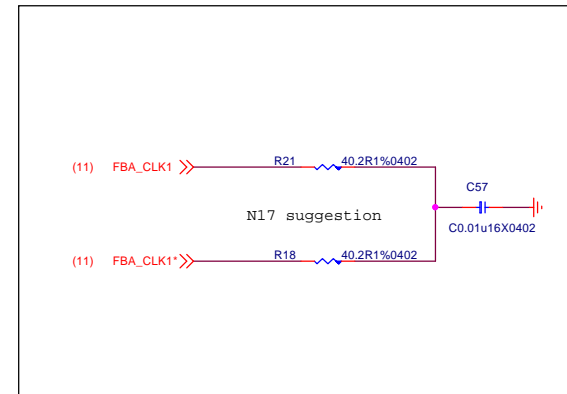 (11) FBA_CLK1 R21 40.2R1%0402
C57
N17 suggestion
C0.01u16X0402
(11) FBA_CLK1* R18 40.2R1%0402